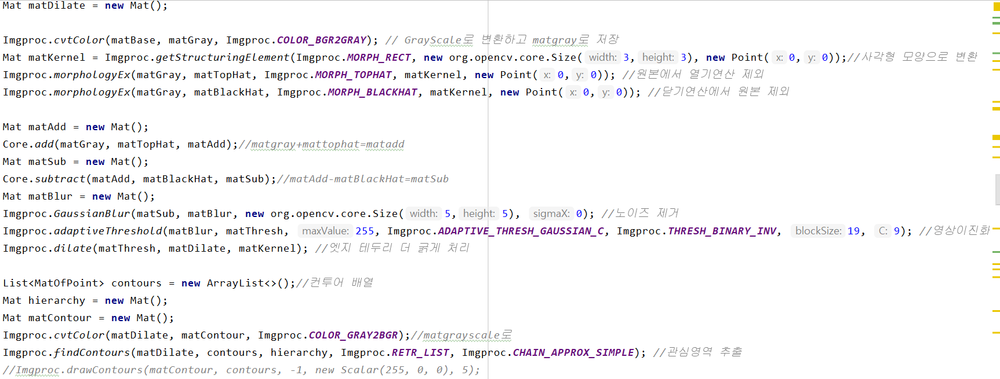 Mat matDilate = new Mat();
Imgproc.cvtColor(matBase, matGray, Imgproc.COLOR_BGR2GRAY); // GrayScale로 변환하고 matgray로 저장
Mat matKernel = Imgproc.getStructuringElement(Imgproc.MORPH_RECT, new org.opencv.core.Size( width: 3, height: 3), new Point( x: 0, y: 0));//사각형 모양으로 변환
Imgproc.morphologyEx(matGray, matTopHat, Imgproc.MORPH_TOPHAT, matKernel, new Point( x: 0, y: 0)); //원본에서 열기연산 제외
Imgproc.morphologyEx(matGray, matBlackHat, Imgproc.MORPH_BLACKHAT, matKernel, new Point( x: 0, y: 0)); //닫기연산에서 원본 제외
Mat matAdd = new Mat();
Core.add(matGray, matTopHat, matAdd);//matgray+mattophat=matadd
Mat matSub = new Mat();
Core.subtract(matAdd, matBlackHat, matSub);//matAdd-matBlackHat=matSub
Mat matBlur = new Mat();
Imgproc.GaussianBlur(matSub, matBlur, new org.opencv.core.Size( width: 5, height: 5), sigmaX: 0); //노이즈 제거
Imgproc.adaptiveThreshold(matBlur, matThresh, maxValue: 255, Imgproc.ADAPTIVE_THRESH_GAUSSIAN_C, Imgproc.THRESH_BINARY_INV, blockSize: 19, C: 9); //영상이진화
Imgproc.dilate(matThresh, matDilate, matKernel); //엣지 테두리 더 굵게 처리
List<MatOfPoint> contours = new ArrayList<>();//컨투어 배열
Mat hierarchy = new Mat();
Mat matContour = new Mat();
Imgproc.cvtColor(matDilate, matContour, Imgproc.COLOR_GRAY2BGR);//matgrayscale로
Imgproc.findContours(matDilate, contours, hierarchy, Imgproc.RETR_LIST, Imgproc.CHAIN_APPROX_SIMPLE); //관심영역 추출
//Imgproc.drawContours(matContour, contours, -1, new Scalar(255, 0, 0), 5);